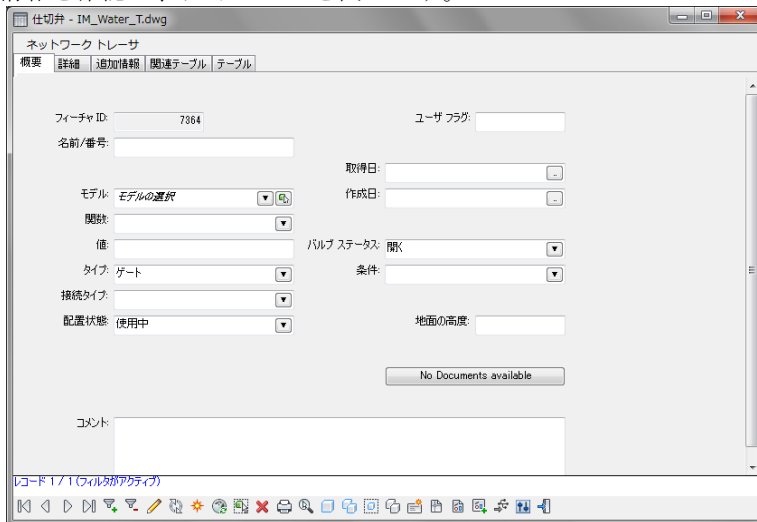 仕切弁 - IM_Water_T.dwg
ネットワーク トレーサ
概要 詳細 追加情報 関連テーブル テーブル
フィーチャ ID: 7364 ユーザ フラグ:
名前/番号:
取得日:
モデル: モデルの選択 作成日:
関数:
値: バルブ ステータス: 開く
タイプ: ゲート 条件:
接続タイプ:
配置状態: 使用中 地面の高度:
No Documents available
コメント:
レコード 1 / 1 (フィルタがアクティブ)